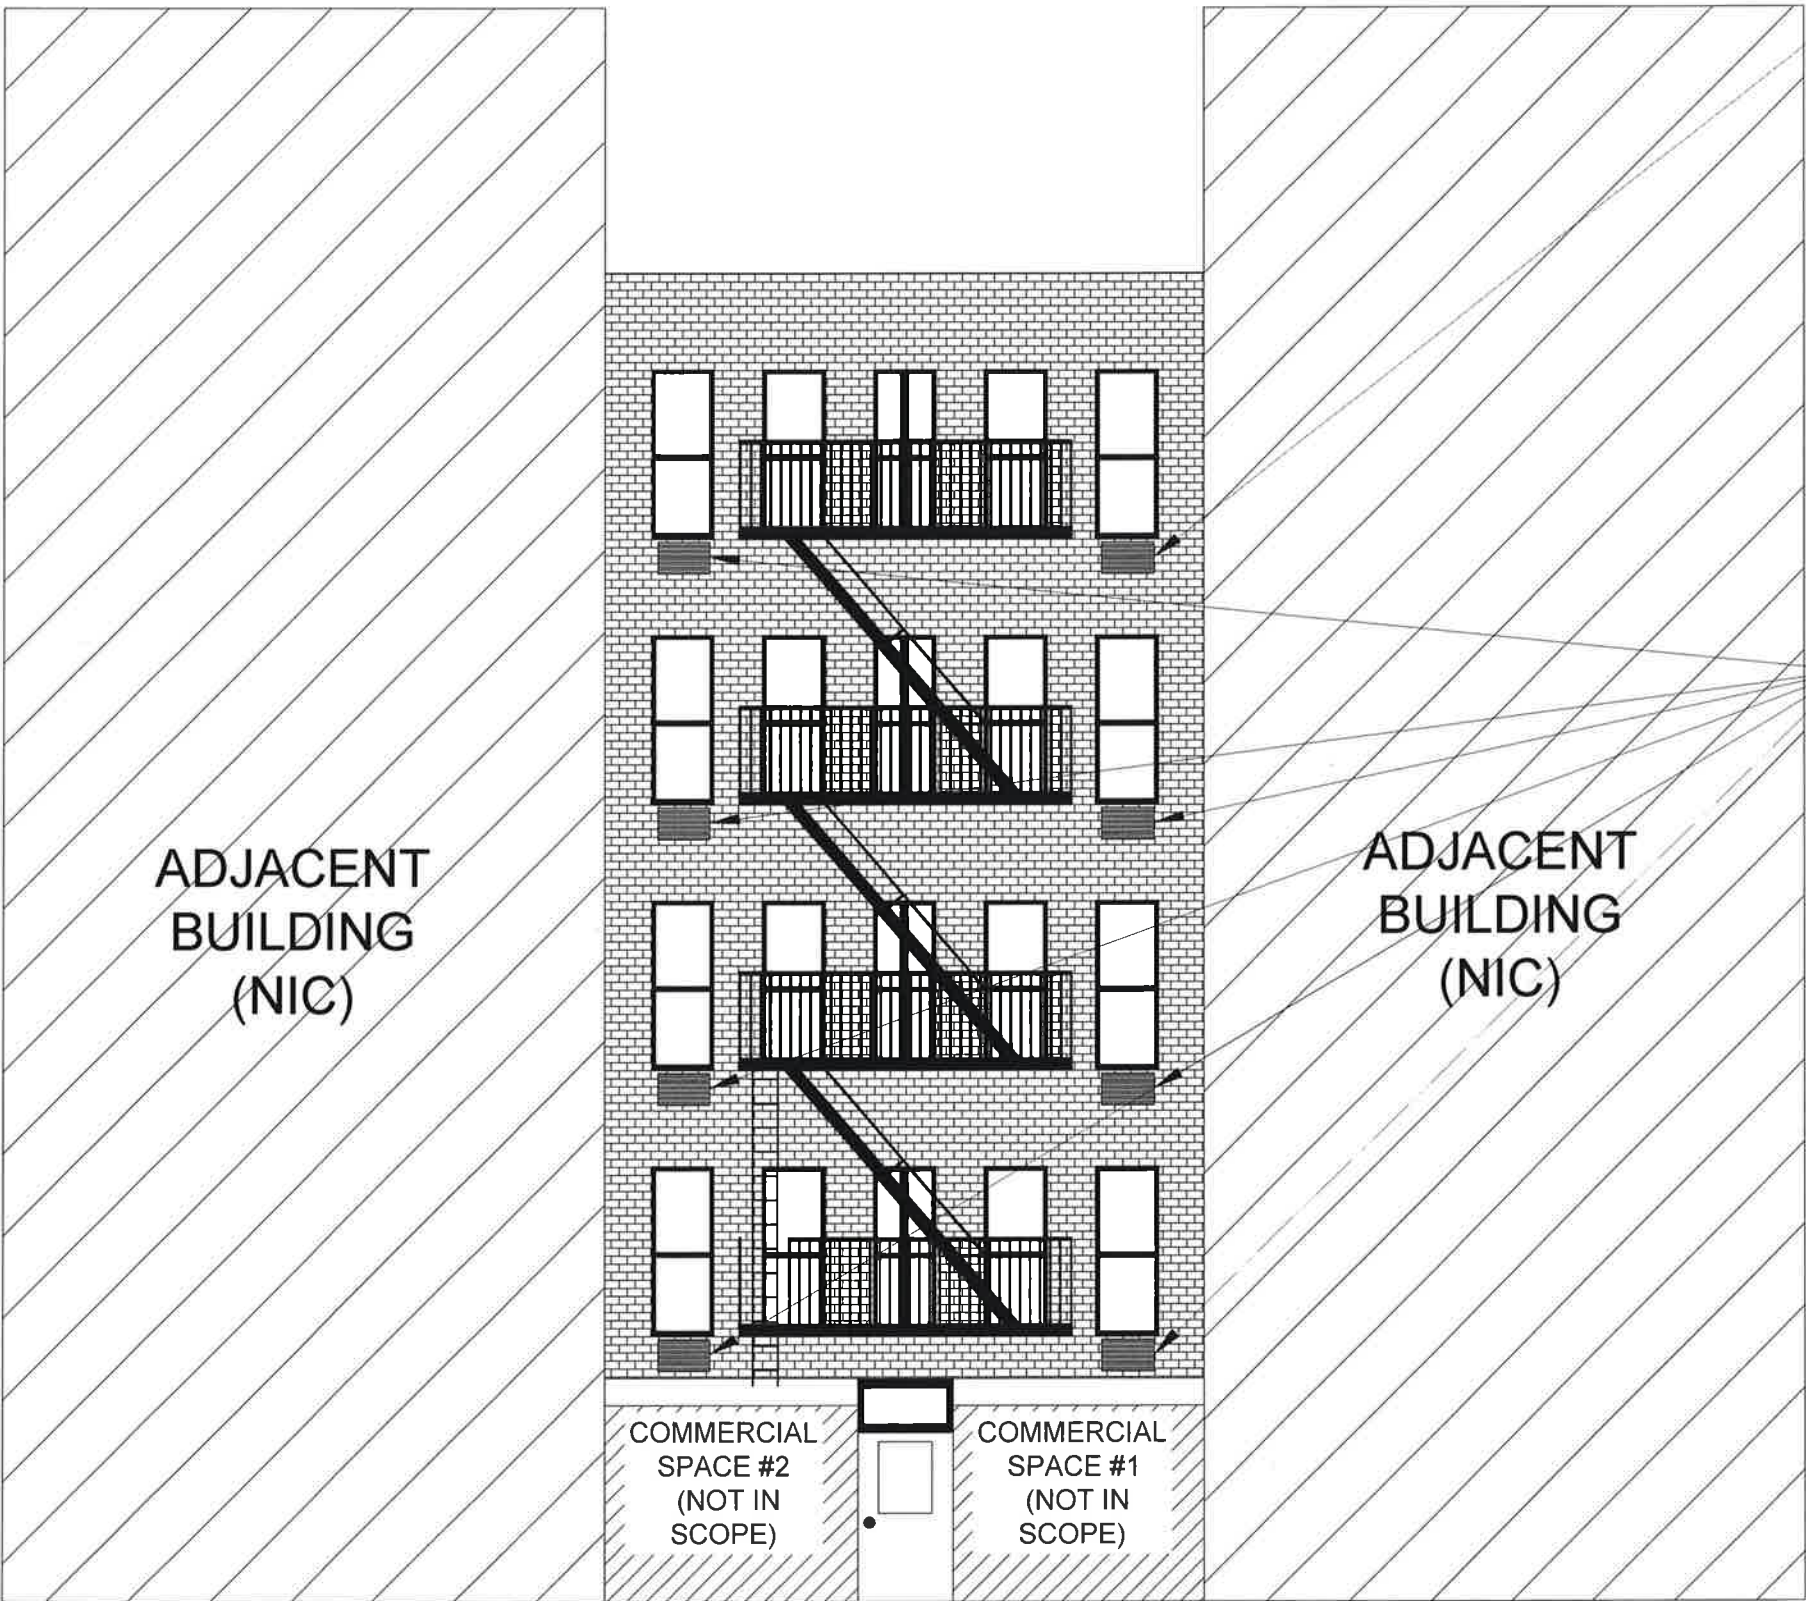 ADJACENT
BUILDING
(NIC)
ADJACENT
BUILDING
(NIC)
COMMERCIAL
SPACE #2
(NOT IN
SCOPE)
COMMERCIAL
SPACE #1
(NOT IN
SCOPE)